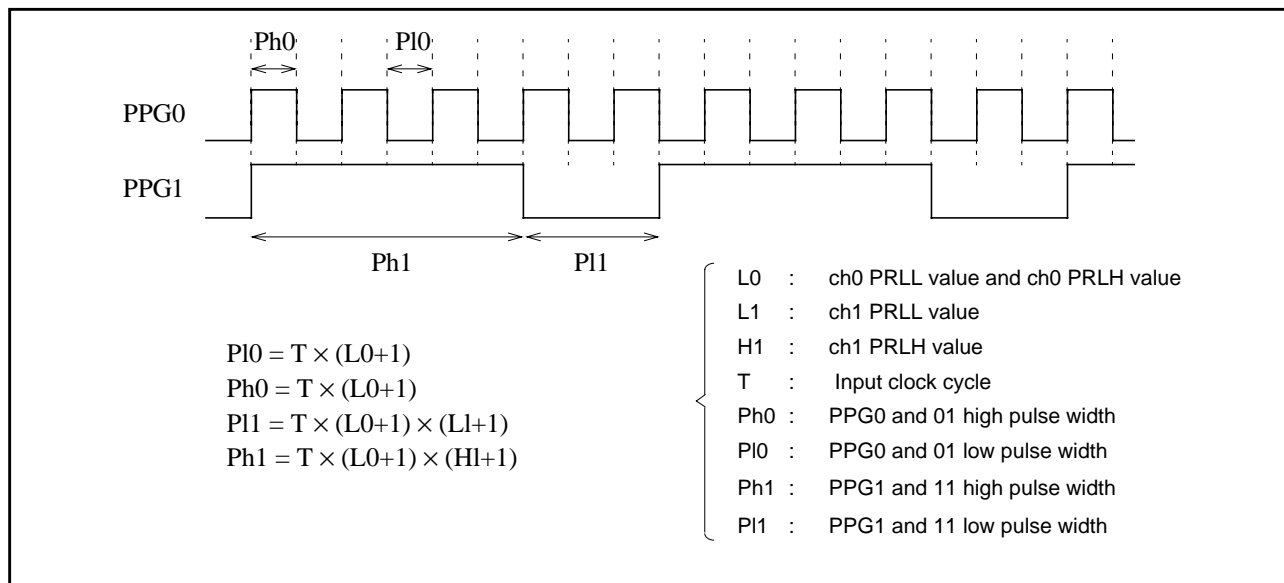 Ph0
Pl0
PPG0
PPG1
Ph1
Pl1
Pl0 = T × (L0+1)
Ph0 = T × (L0+1)
Pl1 = T × (L0+1) × (Ll+1)
Ph1 = T × (L0+1) × (Hl+1)
L0 : ch0 PRLL value and ch0 PRLH value
L1 : ch1 PRLL value
H1 : ch1 PRLH value
T : Input clock cycle
Ph0 : PPG0 and 01 high pulse width
Pl0 : PPG0 and 01 low pulse width
Ph1 : PPG1 and 11 high pulse width
Pl1 : PPG1 and 11 low pulse width